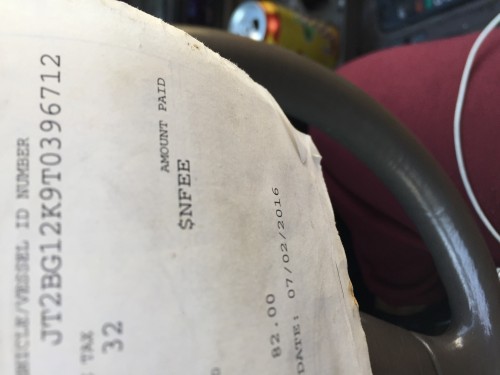 VEHICLE/VESSEL ID NUMBER
JT2BG12K9T0396712
AMOUNT PAID
$NFEE
TAX
32
82.00
DATE: 07/02/2016